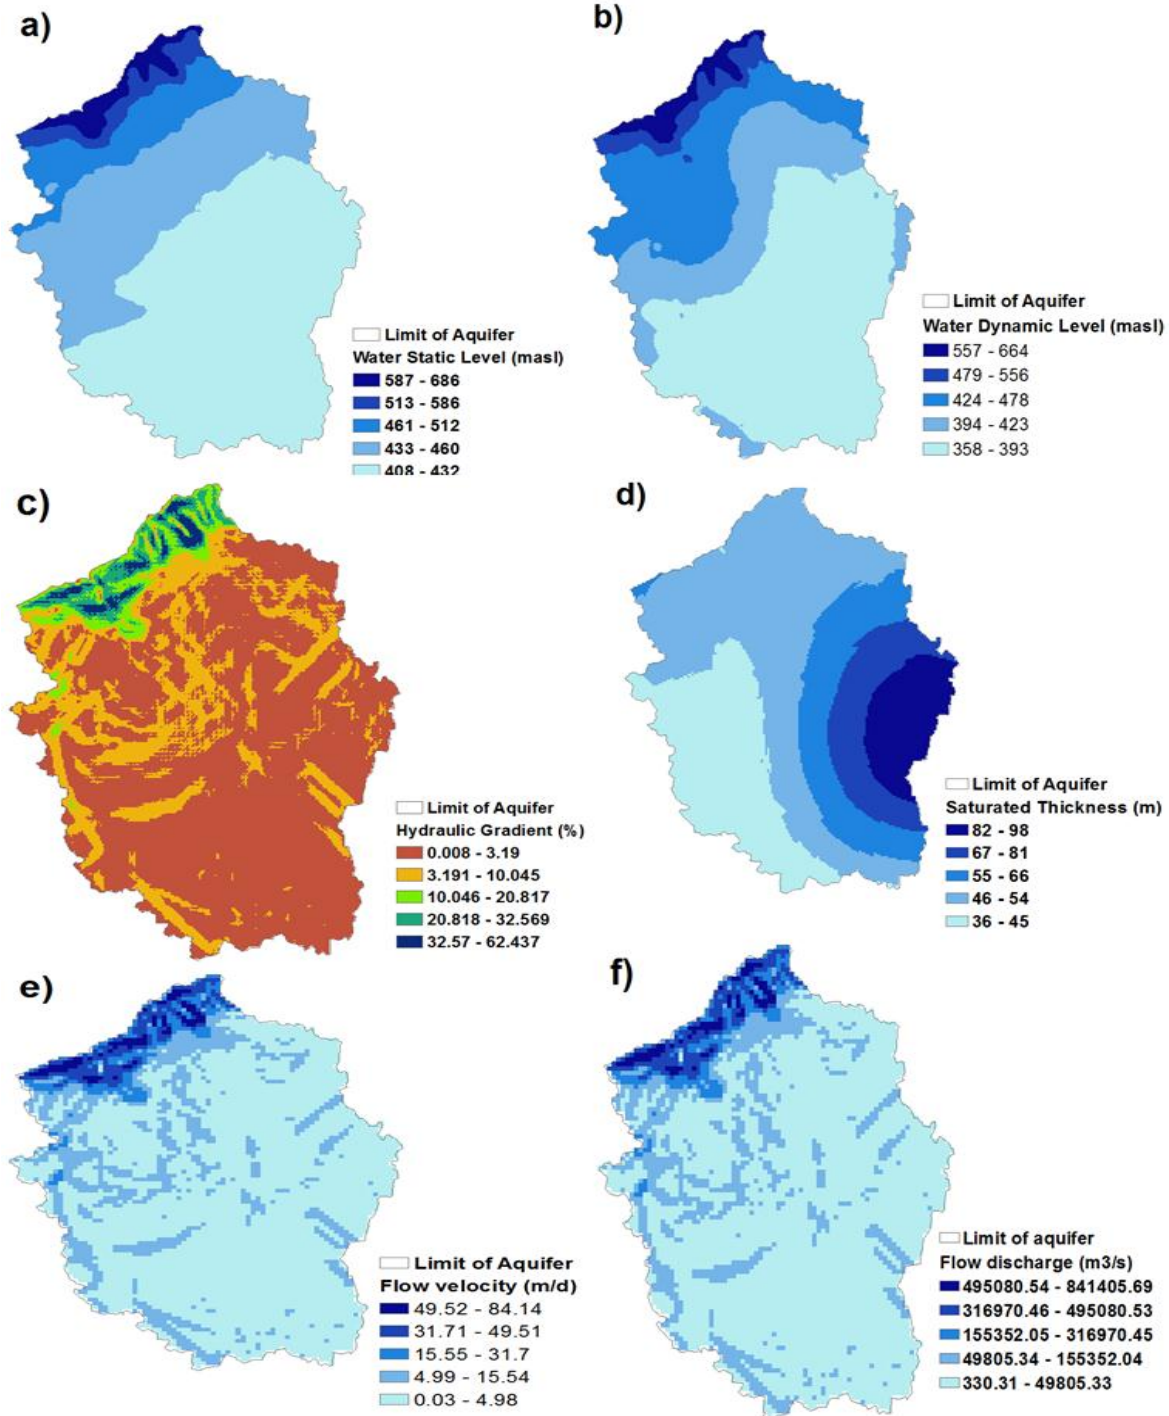 a)
Limit of Aquifer
Water Static Level (masl)
587 - 686
513 - 586
461 - 512
433 - 460
408 - 432
b)
Limit of Aquifer
Water Dynamic Level (masl)
557 - 664
479 - 556
424 - 478
394 - 423
358 - 393
c)
Limit of Aquifer
Hydraulic Gradient (%)
0.008 - 3.19
3.191 - 10.045
10.046 - 20.817
20.818 - 32.569
32.57 - 62.437
d)
Limit of Aquifer
Saturated Thickness (m)
82 - 98
67 - 81
55 - 66
46 - 54
36 - 45
e)
Limit of Aquifer
Flow velocity (m/d)
49.52 - 84.14
31.71 - 49.51
15.55 - 31.7
4.99 - 15.54
0.03 - 4.98
f)
Limit of aquifer
Flow discharge (m3/s)
495080.54 - 841405.69
316970.46 - 495080.53
155352.05 - 316970.45
49805.34 - 155352.04
330.31 - 49805.33